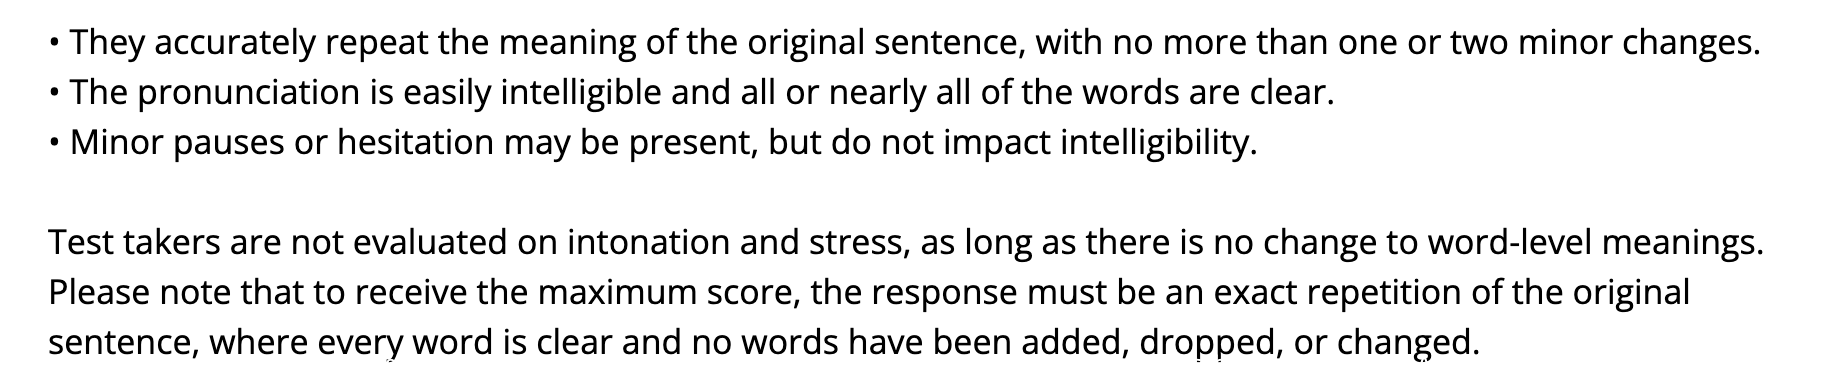 • They accurately repeat the meaning of the original sentence, with no more than one or two minor changes.
• The pronunciation is easily intelligible and all or nearly all of the words are clear.
• Minor pauses or hesitation may be present, but do not impact intelligibility.
Test takers are not evaluated on intonation and stress, as long as there is no change to word-level meanings.
Please note that to receive the maximum score, the response must be an exact repetition of the original
sentence, where every word is clear and no words have been added, dropped, or changed.